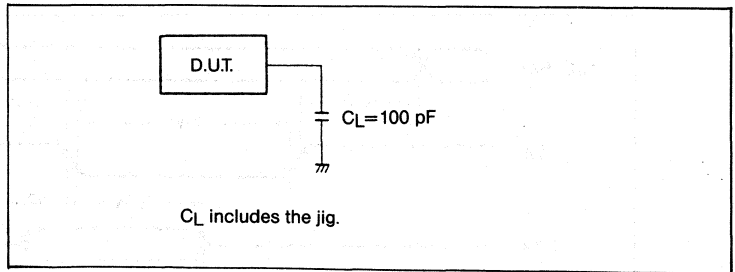 D.U.T.
CL=100 pF
CL includes the jig.